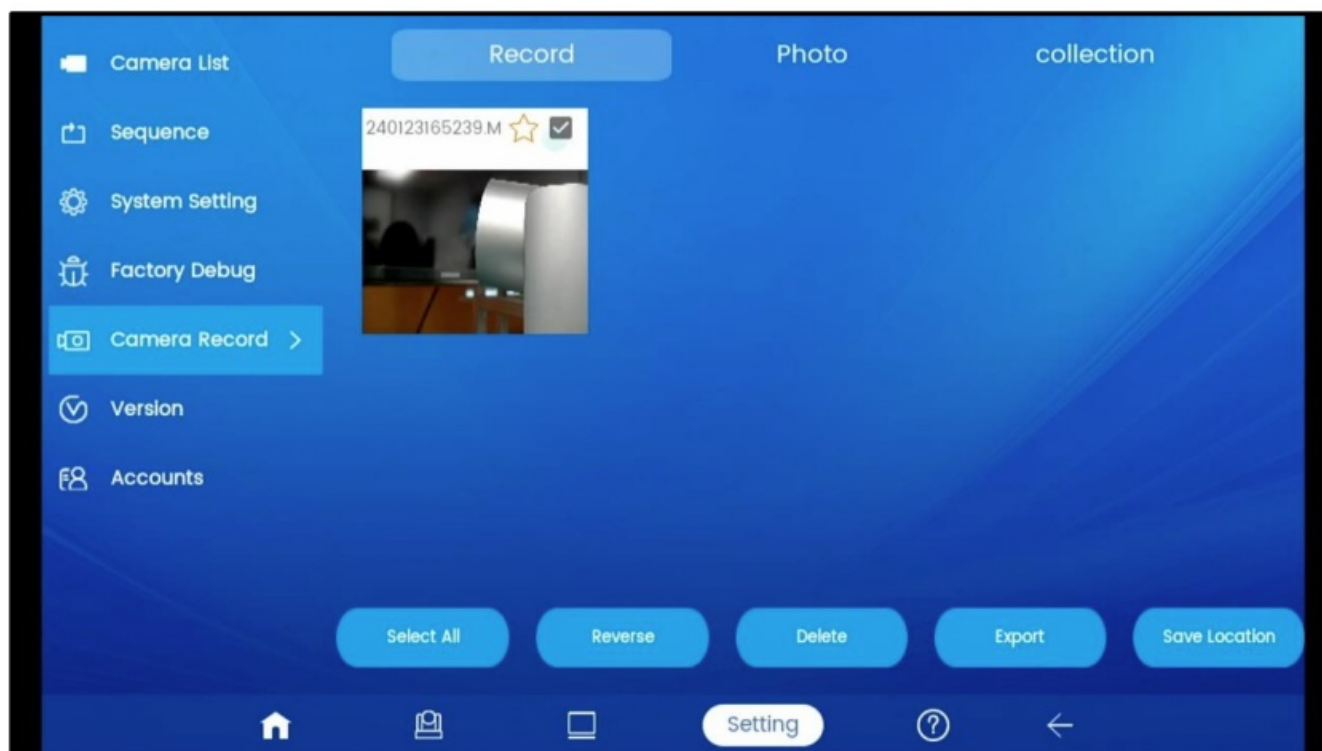 Camera List
Sequence
System Setting
Factory Debug
Camera Record >
Version
Accounts
Record Photo collection
240123165239.M
Select All Reverse Delete Export Save Location
Setting
?